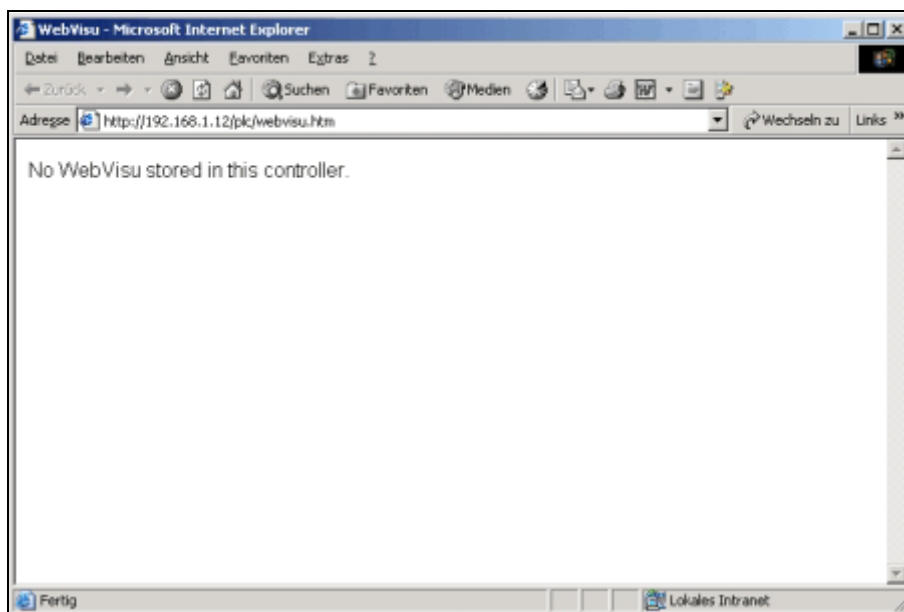 WebVisu - Microsoft Internet Explorer
Datei Bearbeiten Ansicht Favoriten Extras ?
Zurück Suchen Favoriten Medien
Adresse http://192.168.1.12/plc/webvisu.htm Wechseln zu Links »
No WebVisu stored in this controller.
Fertig Lokales Intranet